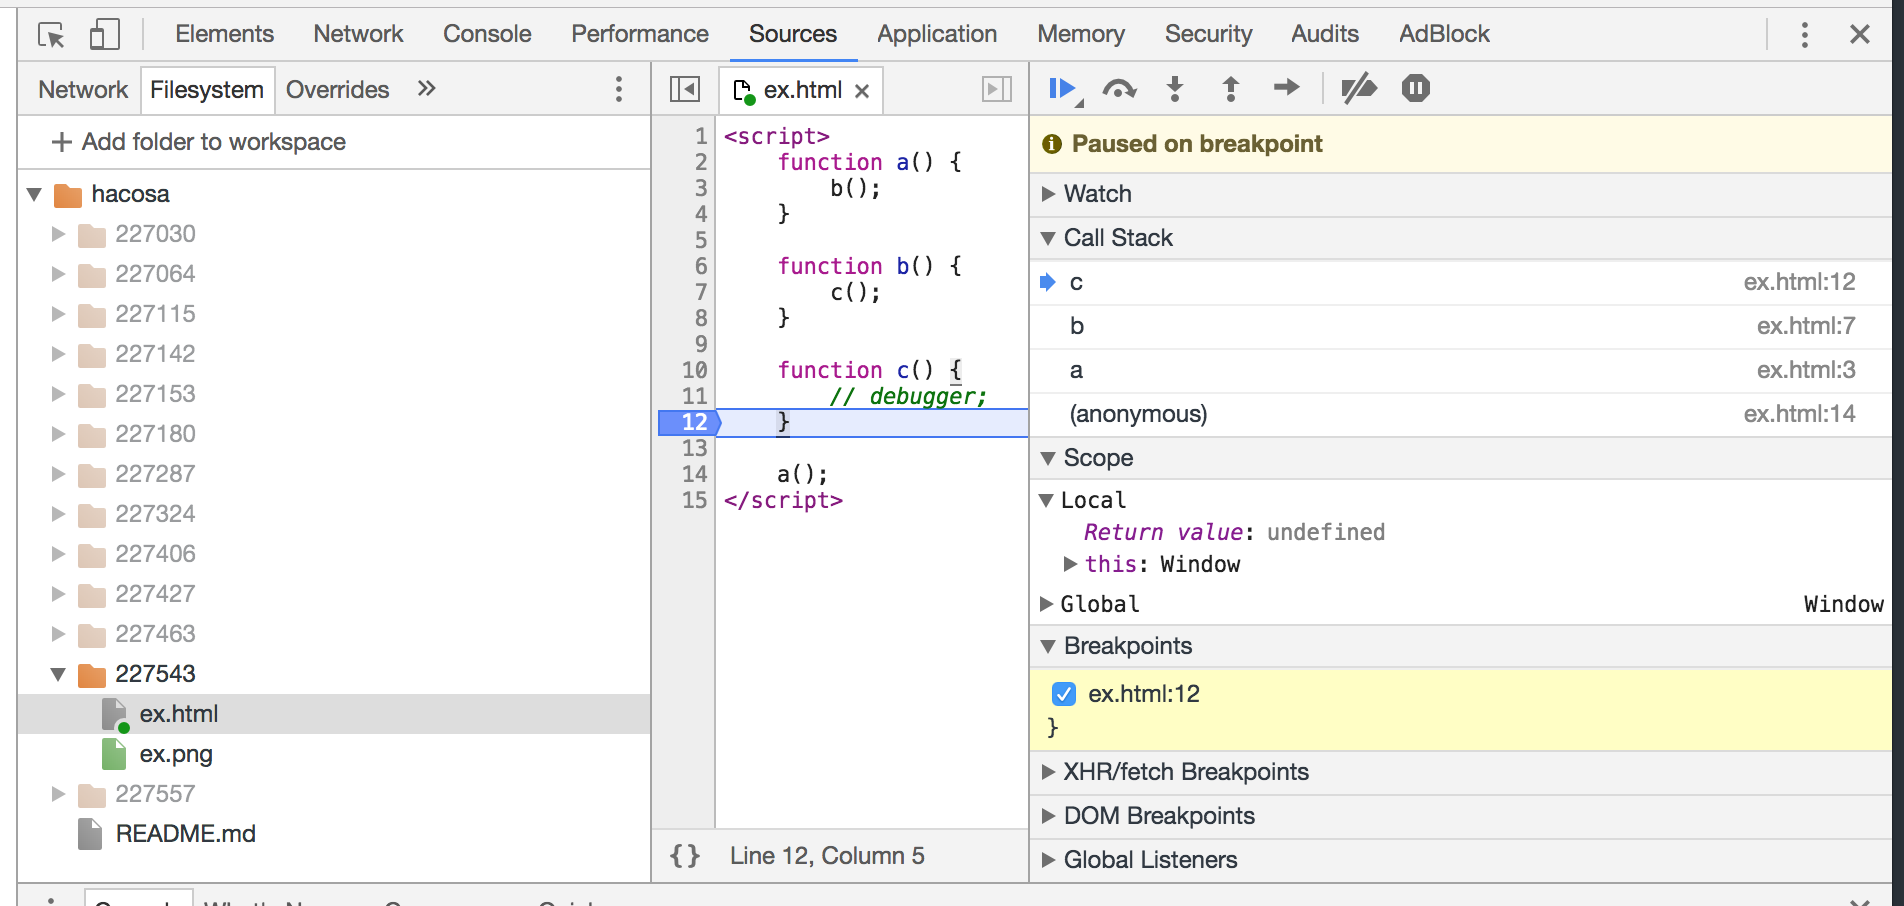 Elements Network Console Performance Sources Application Memory Security Audits AdBlock
Network Filesystem Overrides »
+ Add folder to workspace
hacosa
227030
227064
227115
227142
227153
227180
227287
227324
227406
227427
227463
227543
ex.html
ex.png
227557
README.md
ex.html ×
1 <script>
2 function a() {
3 b();
4 }
5
6 function b() {
7 c();
8 }
9
10 function c() {
11 // debugger;
12 }
13
14 a();
15 </script>
{} Line 12, Column 5
Paused on breakpoint
Watch
Call Stack
c ex.html:12
b ex.html:7
a ex.html:3
(anonymous) ex.html:14
Scope
Local
Return value: undefined
this: Window
Global Window
Breakpoints
ex.html:12
}
XHR/fetch Breakpoints
DOM Breakpoints
Global Listeners